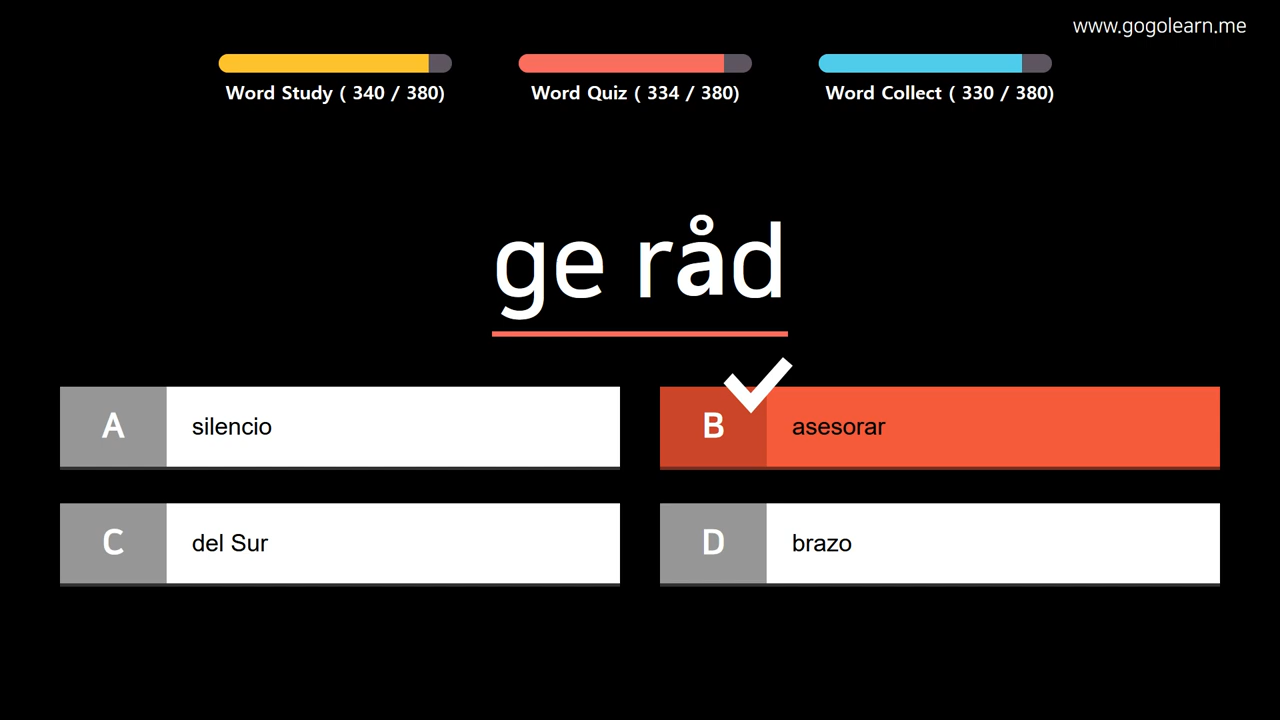 www.gogolearn.me
Word Study ( 340 / 380)
Word Quiz ( 334 / 380)
Word Collect ( 330 / 380)
ge råd
A silencio
B asesorar
C del Sur
D brazo